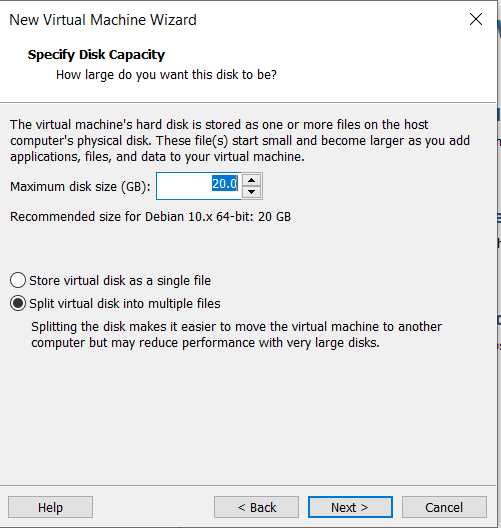 New Virtual Machine Wizard
Specify Disk Capacity
How large do you want this disk to be?
The virtual machine's hard disk is stored as one or more files on the host
computer's physical disk. These file(s) start small and become larger as you add
applications, files, and data to your virtual machine.
Maximum disk size (GB): 20.0
Recommended size for Debian 10.x 64-bit: 20 GB
Store virtual disk as a single file
Split virtual disk into multiple files
Splitting the disk makes it easier to move the virtual machine to another
computer but may reduce performance with very large disks.
Help < Back Next > Cancel